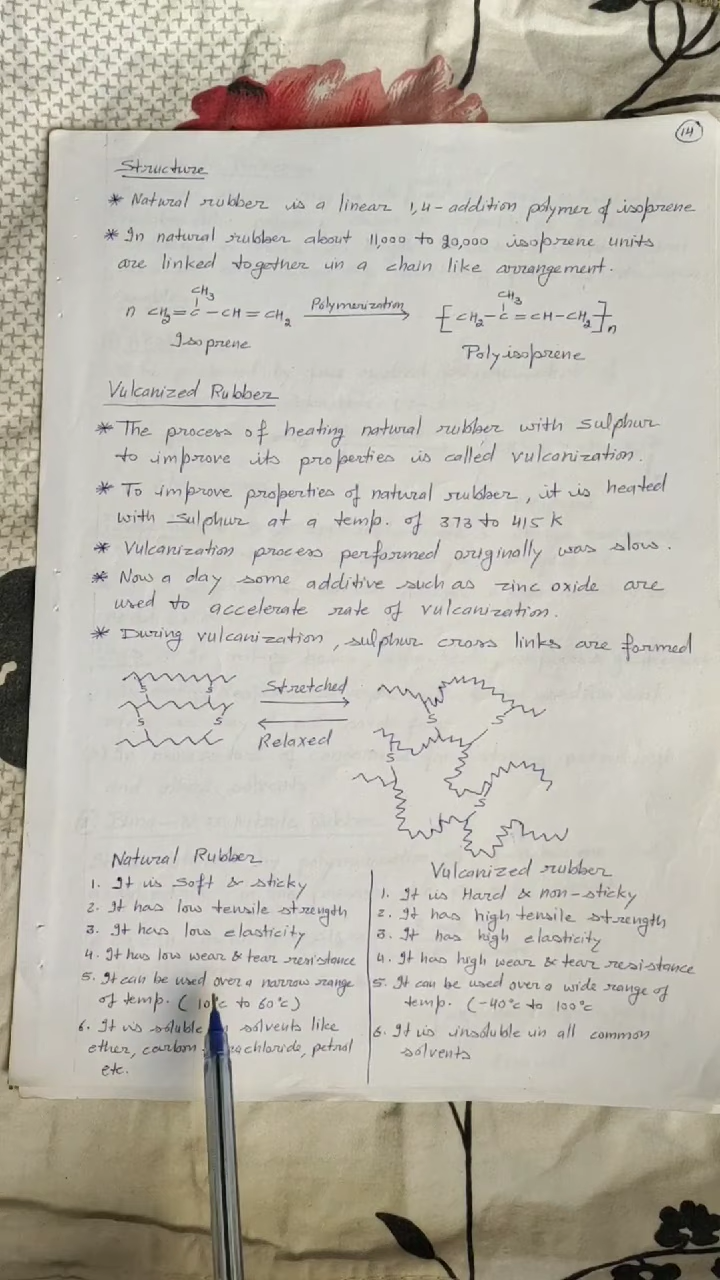 14
Structure
* Natural rubber is a linear 1,4-addition polymer of isoprene
* In natural rubber about 11,000 to 20,000 isoprene units
are linked together in a chain like arrangement.
CH3 CH3
n CH2=C-CH=CH2 Polymerization [CH2-C=CH-CH2]n
Isoprene Polyisoprene
Vulcanized Rubber
* The process of heating natural rubber with sulphur
to improve its properties is called vulconization.
* To improve properties of natural rubber, it is heated
with sulphur at a temp. of 373 to 415 K
* Vulcanization process performed originally was slow.
* Now a day some additive such as zinc oxide are
used to accelerate rate of vulcanization.
* During vulcanization, sulphur cross links are formed
S S Stretched S S
S S Relaxed S S
Natural Rubber
1. It is soft & sticky
2. It has low tensile strength
3. It has low elasticity
4. It has low wear & tear resistance
5. It can be used over a narrow range
of temp. (10°c to 60°c)
6. It is soluble solvents like
ether, carbon chloride, petrol
etc.
Vulcanized rubber
1. It is Hard & non-sticky
2. It has high tensile strength
3. It has high elasticity
4. It has high wear & tear resistance
5. It can be used over a wide range of
temp. (-40°c to 100°c
6. It is insoluble in all common
solvents